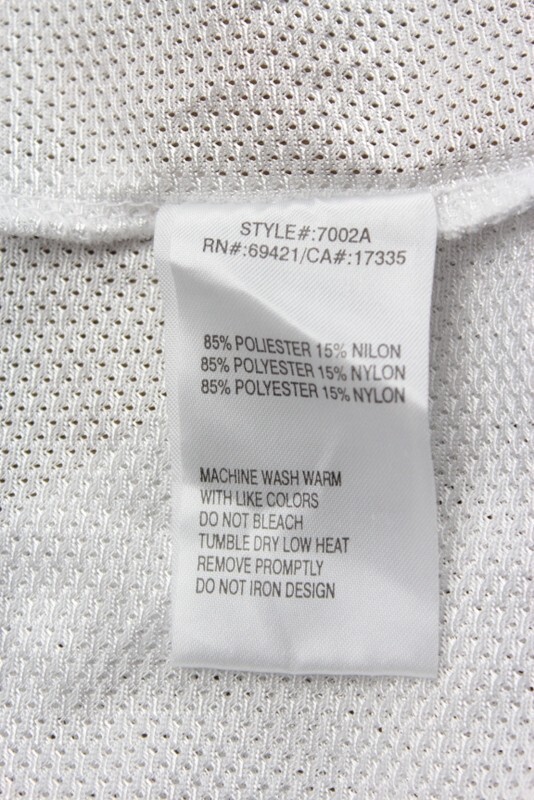 STYLE#:7002A
RN#:69421/CA#:17335
85% POLIESTER 15% NILON
85% POLYESTER 15% NYLON
85% POLYESTER 15% NYLON
MACHINE WASH WARM
WITH LIKE COLORS
DO NOT BLEACH
TUMBLE DRY LOW HEAT
REMOVE PROMPTLY
DO NOT IRON DESIGN